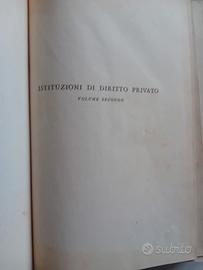 ISTITUZIONI DI DIRITTO PRIVATO
VOLUME SECONDO
subito